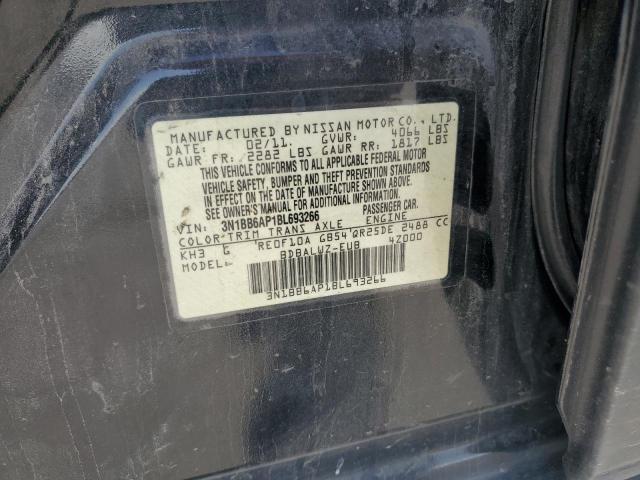 MANUFACTURED BY NISSAN MOTOR CO., LTD.
DATE: 02/11. GVWR: 4066 LBS
GAWR FR: 2282 LBS GAWR RR: 1817 LBS
THIS VEHICLE CONFORMS TO ALL APPLICABLE FEDERAL MOTOR
VEHICLE SAFETY, BUMPER AND THEFT PREVENTION STANDARDS
IN EFFECT ON THE DATE OF MANUFACTURE SHOWN ABOVE.
SEE OWNER'S MANUAL FOR ADDITIONAL INFORMATION.
VIN: 3N1BB6AP1BL693266 PASSENGER CAR
COLOR TRIM TRANS AXLE ENGINE
KH3 G RE0F10A GB54 QR25DE 2488 CC
MODEL: BDBALWZ-EUB 4Z000
3N1BB6AP1BL693266